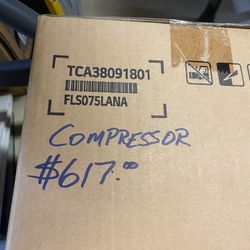 TCA38091801
FLS075LANA
COMPRESSOR
$617.00